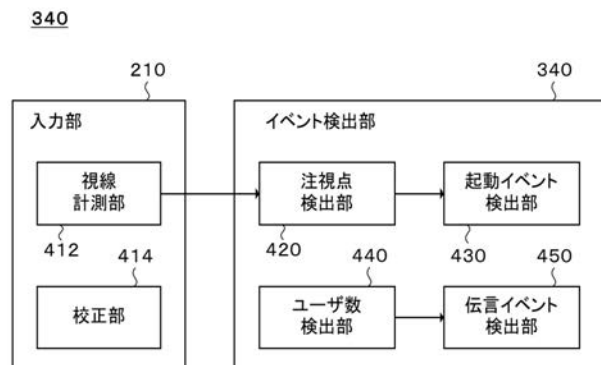 340
210
340
入力部
イベント検出部
視線
計測部
注視点
検出部
起動イベント
検出部
412
414
420
440
430
450
校正部
ユーザ数
検出部
伝言イベント
検出部